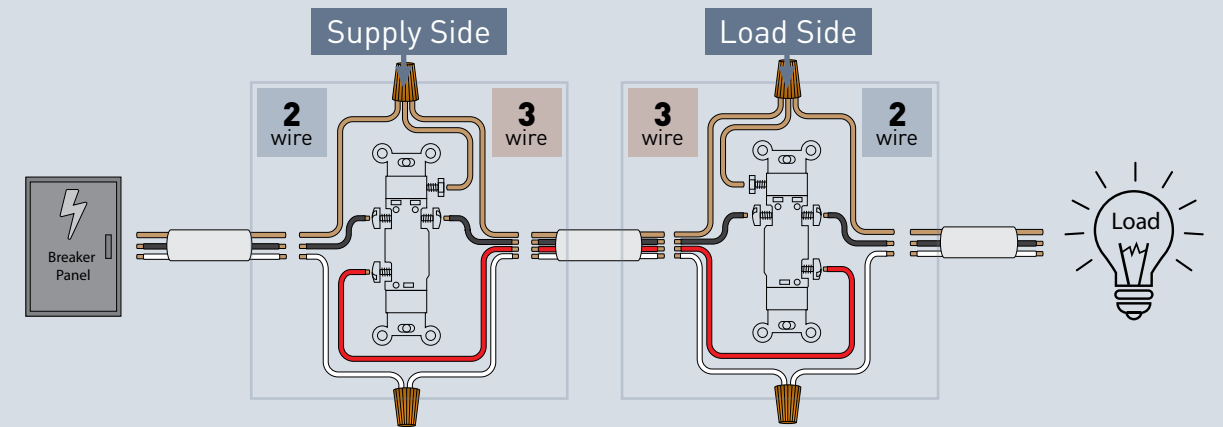 Supply Side
Load Side
2
wire
3
wire
3
wire
2
wire
Breaker
Panel
Load